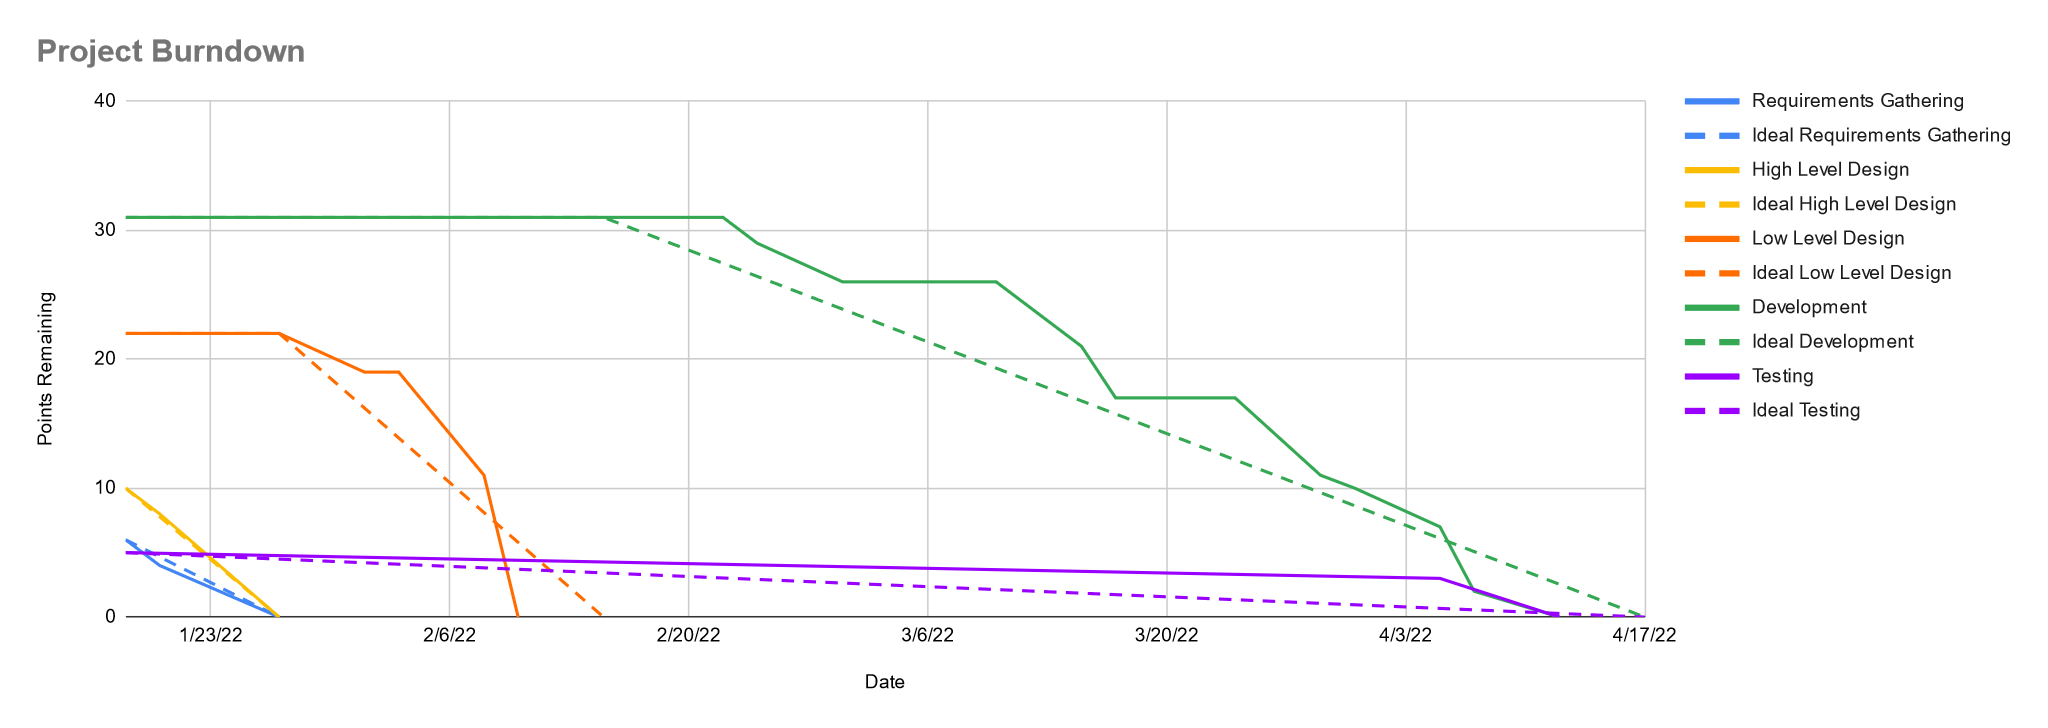 Project Burndown
40
30
20
10
0
Points Remaining
1/23/22
2/6/22
2/20/22
3/6/22
3/20/22
4/3/22
4/17/22
Date
Requirements Gathering
Ideal Requirements Gathering
High Level Design
Ideal High Level Design
Low Level Design
Ideal Low Level Design
Development
Ideal Development
Testing
Ideal Testing